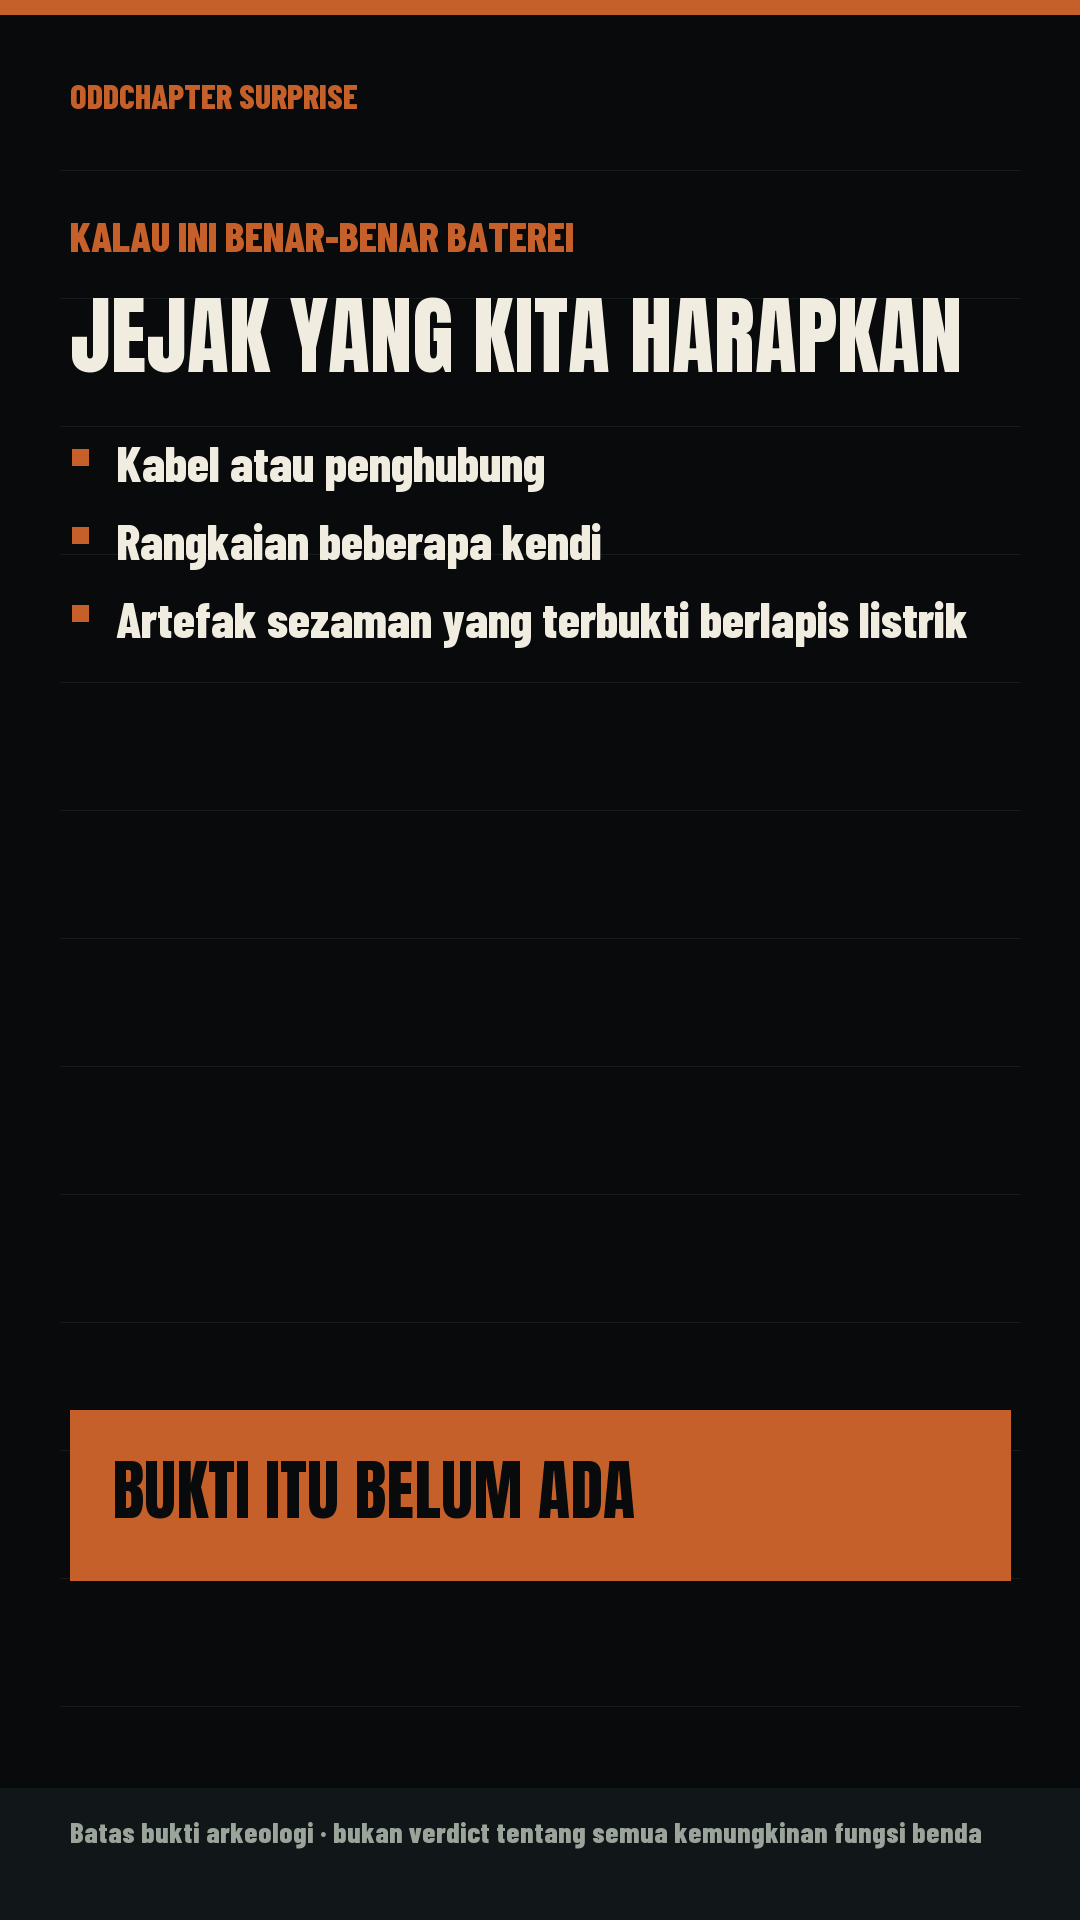 ODDCHAPTER SURPRISE
KALAU INI BENAR-BENAR BATEREI
JEJAK YANG KITA HARAPKAN
Kabel atau penghubung
Rangkaian beberapa kendi
Artefak sezaman yang terbukti berlapis listrik
BUKTI ITU BELUM ADA
Batas bukti arkeologi · bukan verdict tentang semua kemungkinan fungsi benda